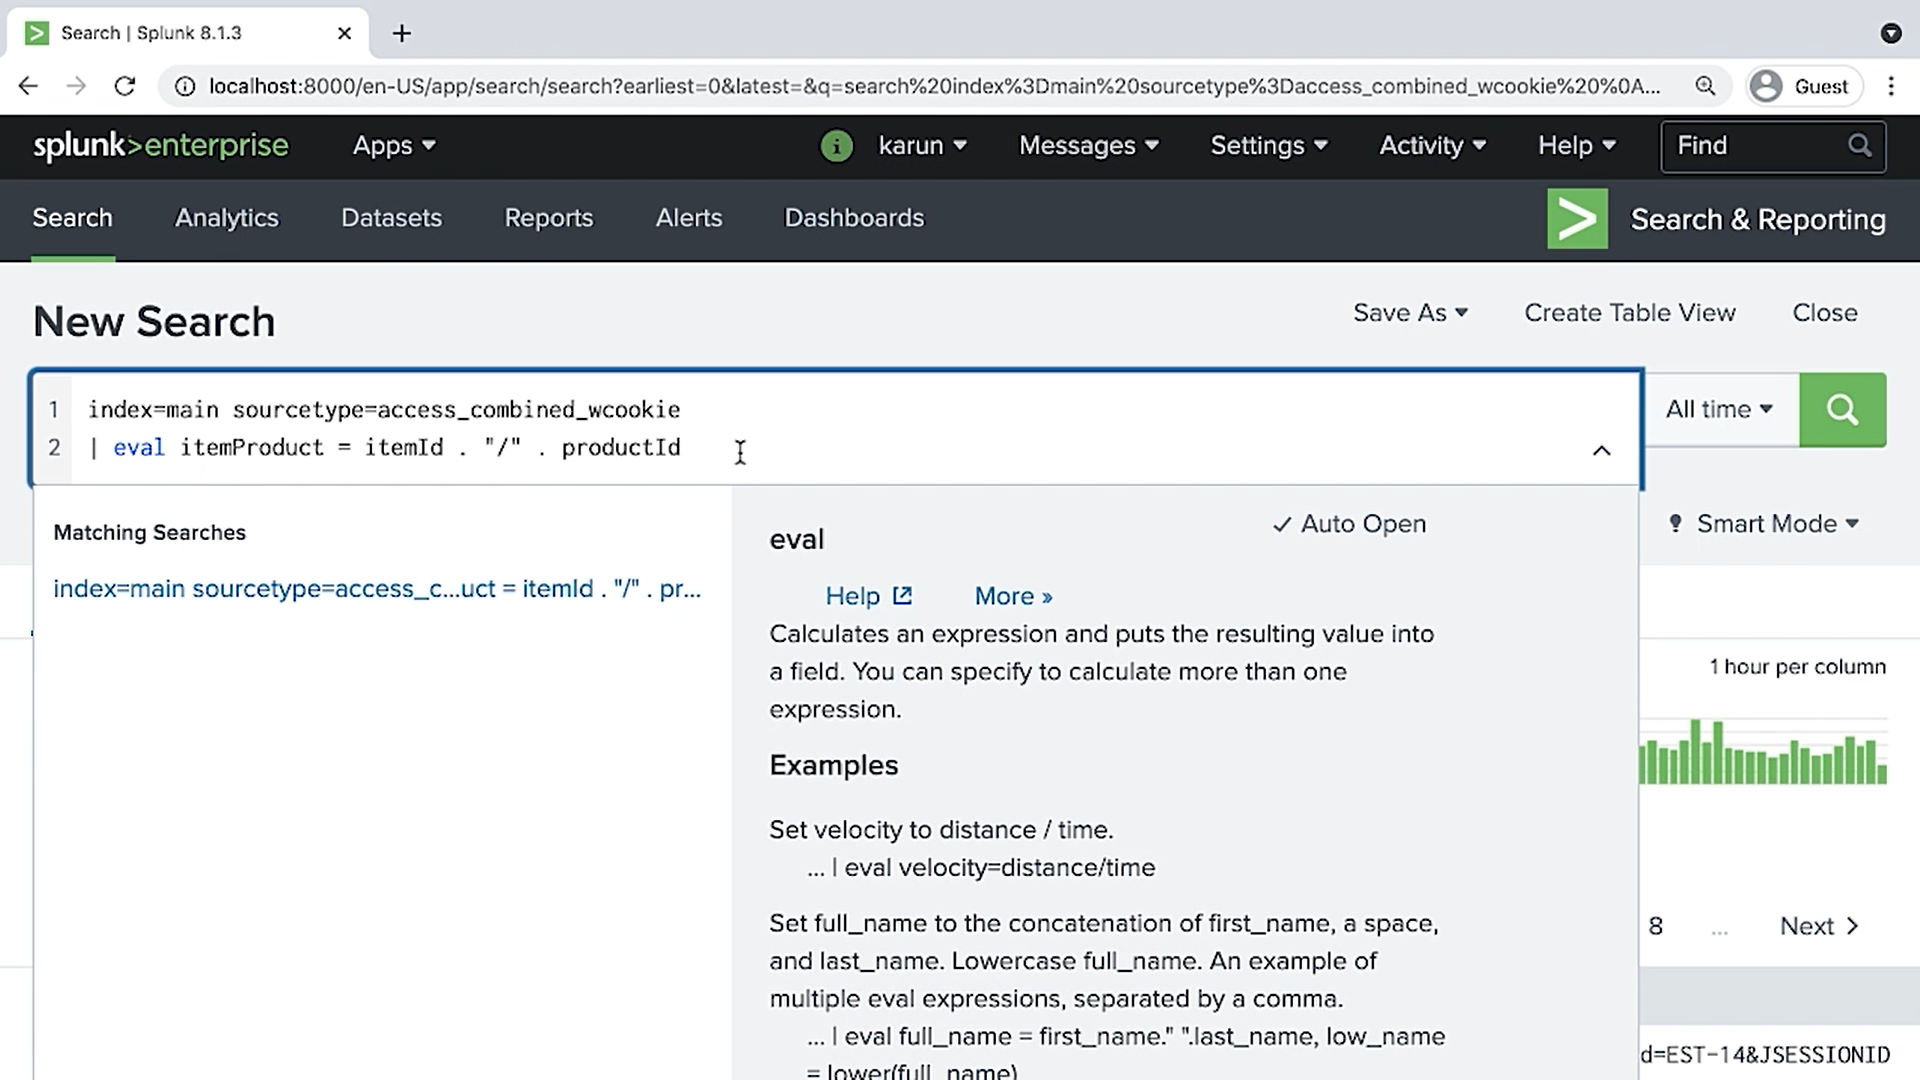 Search | Splunk 8.1.3
localhost:8000/en-US/app/search/search?earliest=0&latest=&q=search%20index%3Dmain%20sourcetype%3Daccess_combined_wcookie%20%0A...
Guest
splunk>enterprise
Apps
i
karun
Messages
Settings
Activity
Help
Find
Search
Analytics
Datasets
Reports
Alerts
Dashboards
Search & Reporting
New Search
Save As
Create Table View
Close
1 index=main sourcetype=access_combined_wcookie
2 | eval itemProduct = itemId . "/" . productId
All time
Smart Mode
Matching Searches
index=main sourcetype=access_c...uct = itemId . "/" . pr...
eval
Auto Open
Help
More »
Calculates an expression and puts the resulting value into
a field. You can specify to calculate more than one
expression.
Examples
Set velocity to distance / time.
... | eval velocity=distance/time
Set full_name to the concatenation of first_name, a space,
and last_name. Lowercase full_name. An example of
multiple eval expressions, separated by a comma.
... | eval full_name = first_name." ".last_name, low_name
= lower(full_name)
1 hour per column
8
...
Next
d=EST-14&JSESSIONID